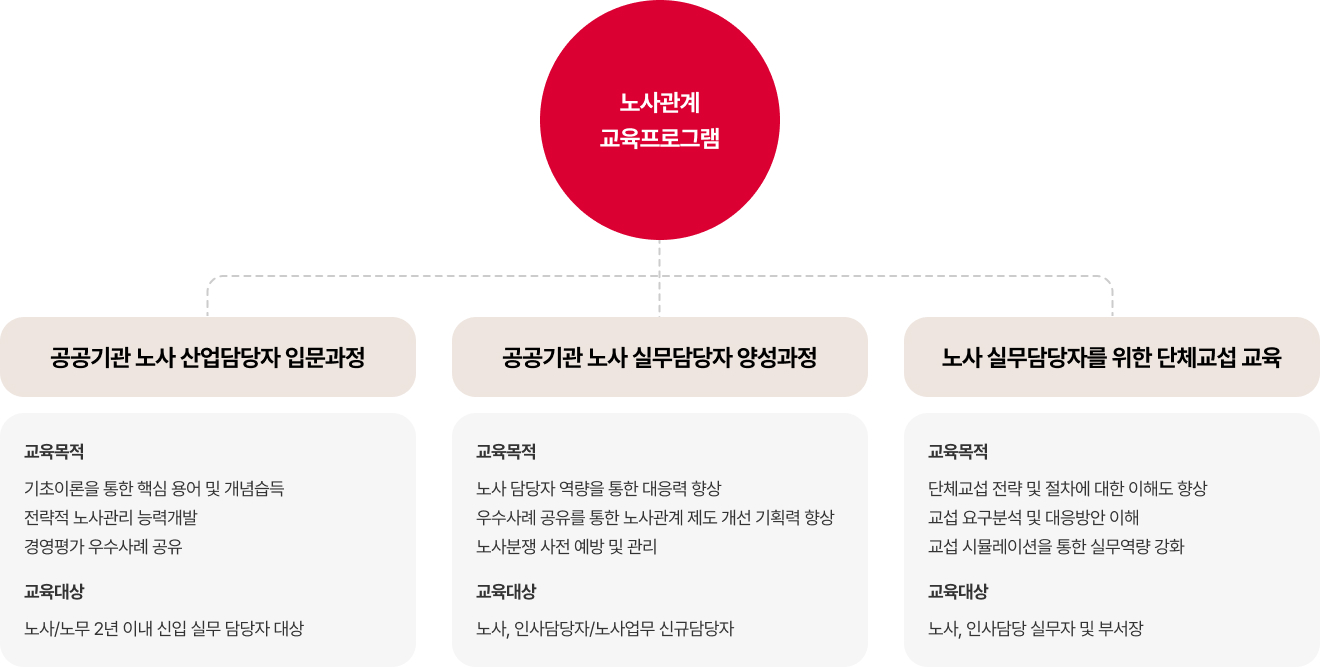 노사관계
교육프로그램
공공기관 노사 산업담당자 입문과정
교육목적
기초이론을 통한 핵심 용어 및 개념습득
전략적 노사관리 능력개발
경영평가 우수사례 공유
교육대상
노사/노무 2년 이내 신입 실무 담당자 대상
공공기관 노사 실무담당자 양성과정
교육목적
노사 담당자 역량을 통한 대응력 향상
우수사례 공유를 통한 노사관계 제도 개선 기획력 향상
노사분쟁 사전 예방 및 관리
교육대상
노사, 인사담당자/노사업무 신규담당자
노사 실무담당자를 위한 단체교섭 교육
교육목적
단체교섭 전략 및 절차에 대한 이해도 향상
교섭 요구분석 및 대응방안 이해
교섭 시뮬레이션을 통한 실무역량 강화
교육대상
노사, 인사담당 실무자 및 부서장